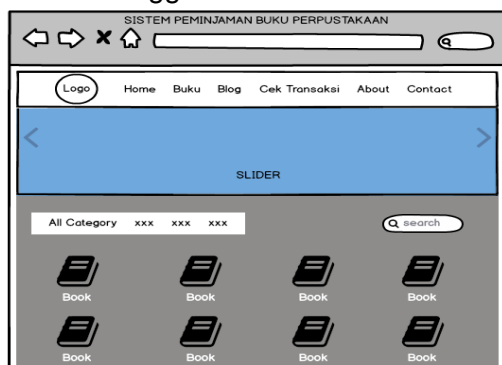 SISTEM PEMINJAMAN BUKU PERPUSTAKAAN
Logo Home Buku Blog Cek Transaksi About Contact
SLIDER
All Category xxx xxx xxx search
Book Book Book Book
Book Book Book Book